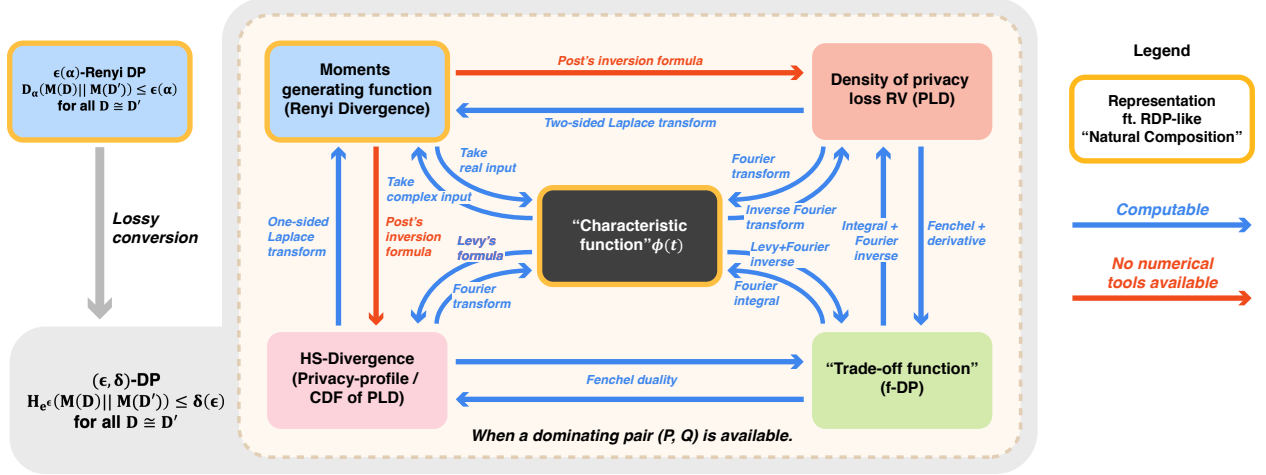 ϵ(α)-Renyi DP
D_α(M(D)|| M(D′)) ≤ ϵ(α)
for all D ≅ D′
Lossy
conversion
(ϵ, δ)-DP
H_{e^ϵ}(M(D)|| M(D′)) ≤ δ(ϵ)
for all D ≅ D′
Moments
generating function
(Renyi Divergence)
Post's inversion formula
Two-sided Laplace transform
Density of privacy
loss RV (PLD)
Take
real input
Take
complex input
Fourier
transform
Inverse Fourier
transform
One-sided
Laplace
transform
Post's
inversion
formula
"Characteristic
function"ϕ(t)
Integral +
Fourier
inverse
Fenchel +
derivative
Levy's
formula
Fourier
transform
Levy+Fourier
inverse
Fourier
integral
HS-Divergence
(Privacy-profile /
CDF of PLD)
Fenchel duality
"Trade-off function"
(f-DP)
When a dominating pair (P, Q) is available.
Legend
Representation
ft. RDP-like
"Natural Composition"
Computable
No numerical
tools available